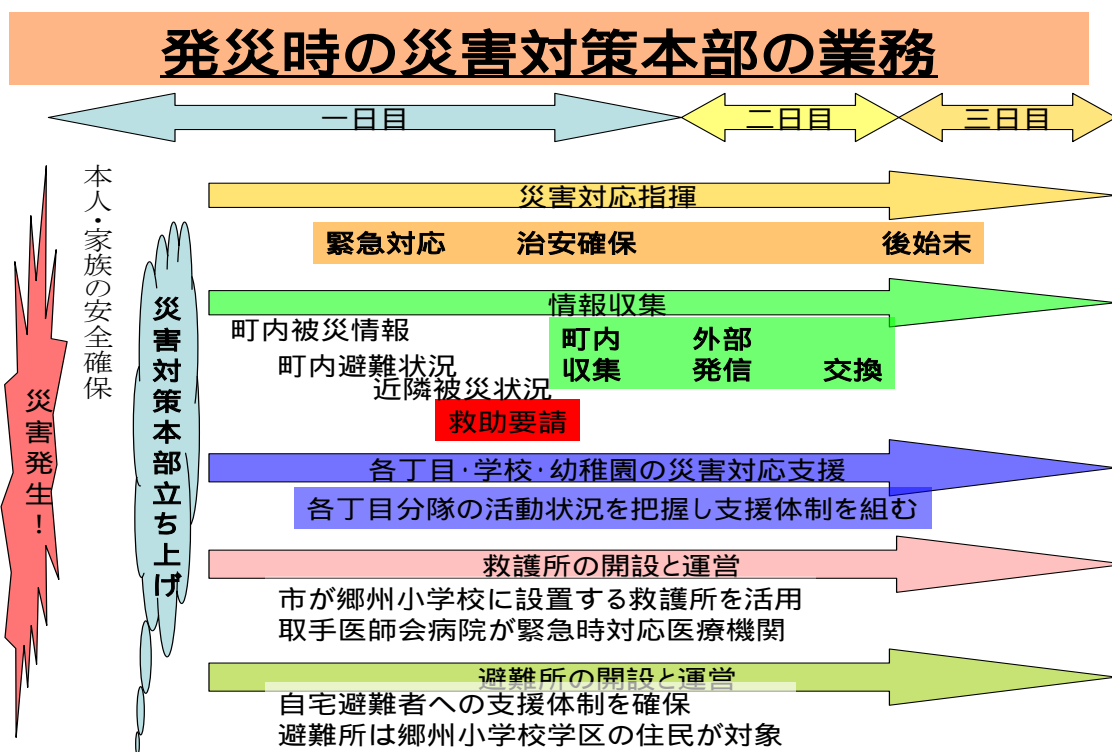 発災時の災害対策本部の業務
一日目
二日目
三日目
災害発生!
本人・家族の安全確保
災害対策本部立ち上げ
災害対応指揮
緊急対応 治安確保 後始末
情報収集
町内被災情報
町内避難状況
近隣被災状況
救助要請
町内 外部
収集 発信 交換
各丁目・学校・幼稚園の災害対応支援
各丁目分隊の活動状況を把握し支援体制を組む
救護所の開設と運営
市が郷州小学校に設置する救護所を活用
取手医師会病院が緊急時対応医療機関
避難所の開設と運営
自宅避難者への支援体制を確保
避難所は郷州小学校学区の住民が対象